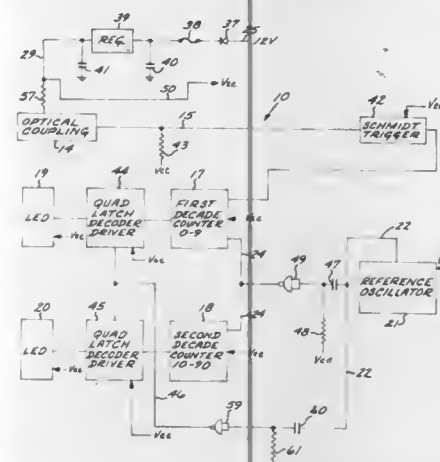 39 38 37 25
REG. 12V
29 41 40
57 50 Vcc 10 42
Vcc
OPTICAL COUPLING 15 SCHMIDT TRIGGER
14 43
Vcc
19 44 17
LED QUAD LATCH DECODER DRIVER FIRST DECADE COUNTER 0-9
Vcc Vcc
Vcc 24 49 47 22
20 45 18 REFERENCE OSCILLATOR
24 48 21
LED QUAD LATCH DECODER DRIVER SECOND DECADE COUNTER 10-90
Vcc Vcc Vcc 22
46 59 60
Vcc 61